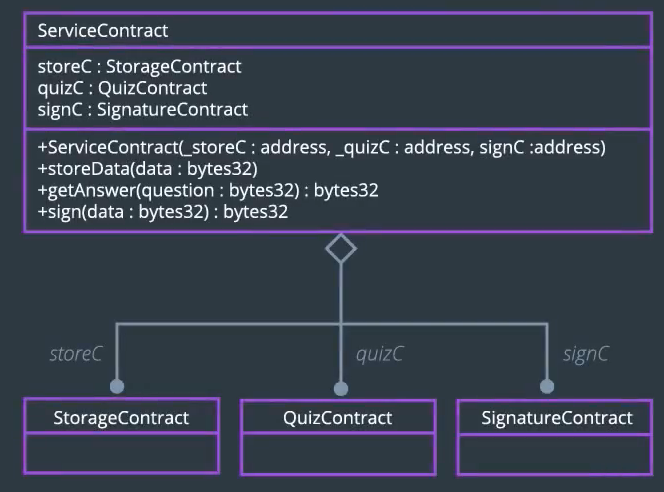 ServiceContract
storeC : StorageContract
quizC : QuizContract
signC : SignatureContract
+ServiceContract(_storeC : address, _quizC : address, signC :address)
+storeData(data : bytes32)
+getAnswer(question : bytes32) : bytes32
+sign(data : bytes32) : bytes32
storeC quizC signC
StorageContract QuizContract SignatureContract